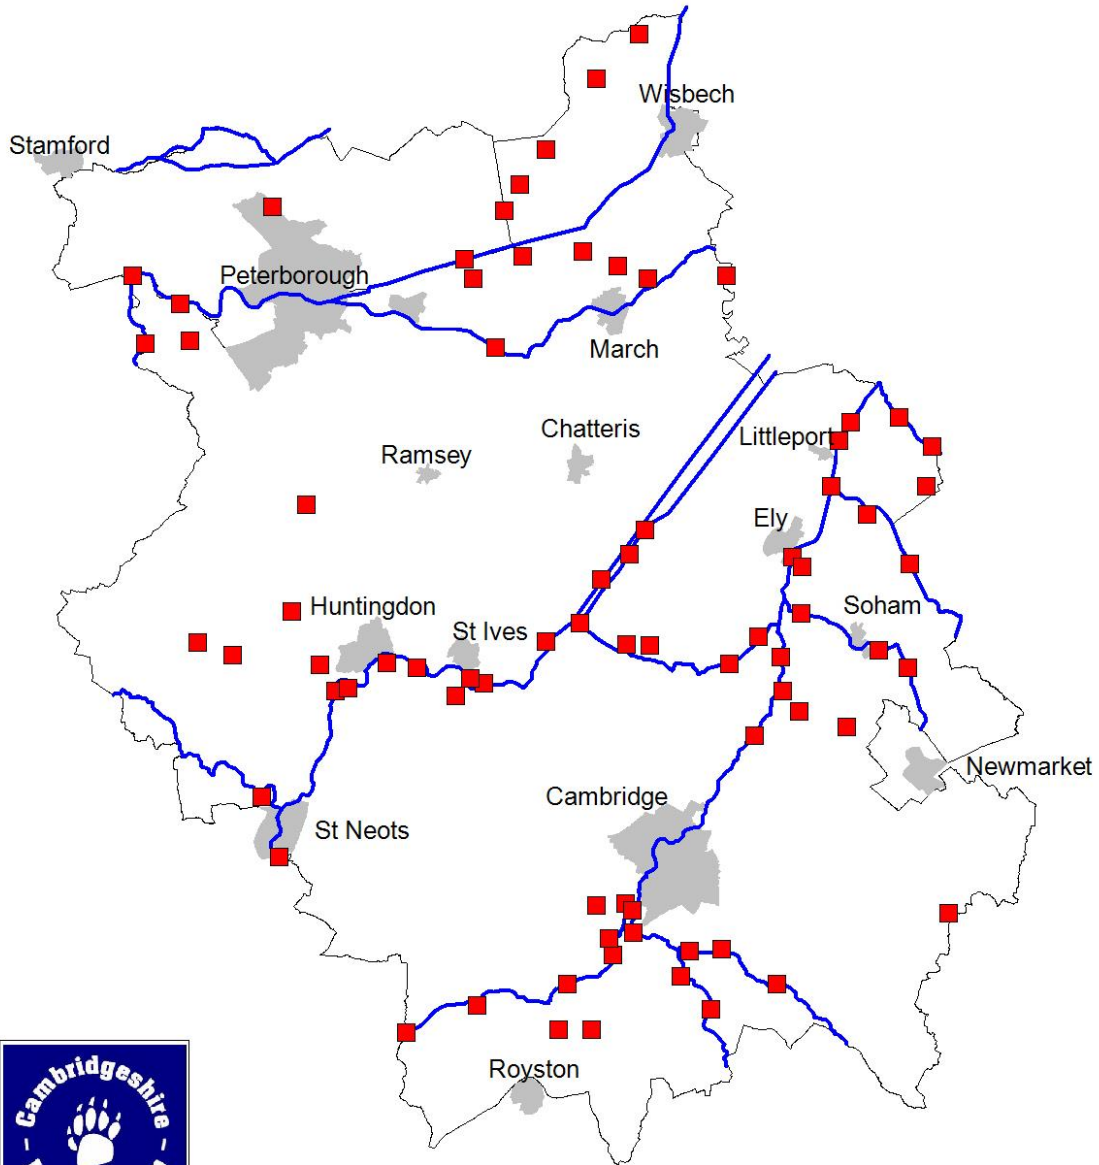 Wisbech
Stamford
Peterborough
March
Chatteris
Littleport
Ramsey
Ely
Huntingdon
Soham
St Ives
Newmarket
Cambridge
St Neots
Royston
Cambridgeshire